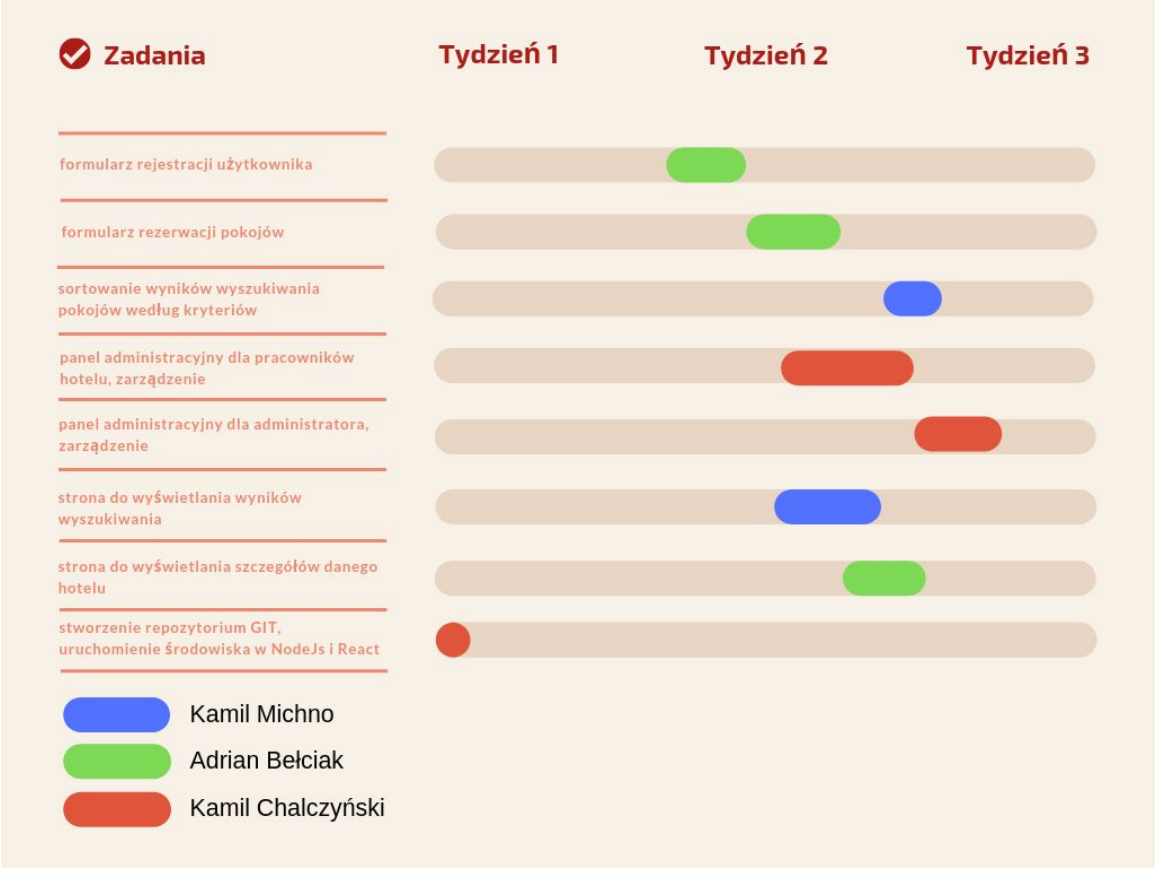 Zadania
Tydzień 1
Tydzień 2
Tydzień 3
formularz rejestracji użytkownika
formularz rezerwacji pokojów
sortowanie wyników wyszukiwania
pokojów według kryteriów
panel administracyjny dla pracowników
hotelu, zarządzenie
panel administracyjny dla administratora,
zarządzenie
strona do wyświetlania wyników
wyszukiwania
strona do wyświetlania szczegółów danego
hotelu
stworzenie repozytorium GIT,
uruchomienie środowiska w NodeJs i React
Kamil Michno
Adrian Bełciak
Kamil Chalczyński